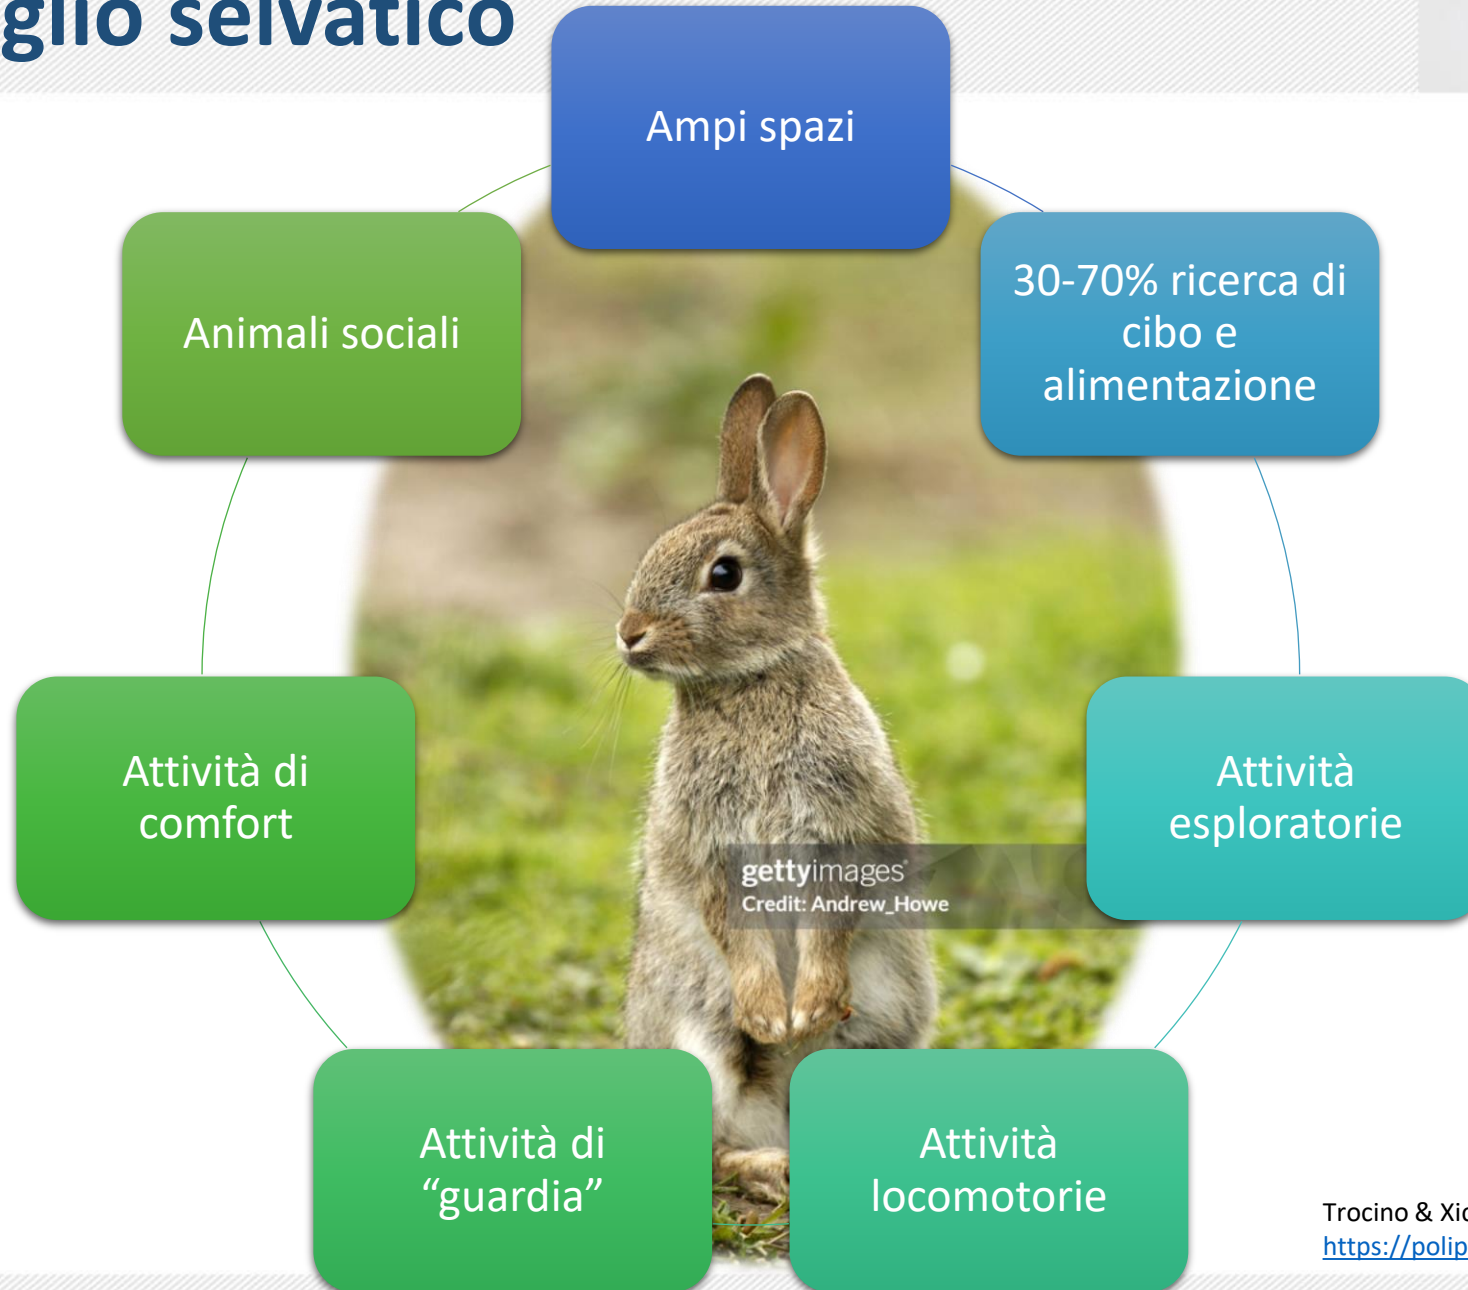 glio selvatico
Ampi spazi
30-70% ricerca di
cibo e
alimentazione
Animali sociali
Attività
esploratorie
Attività di
comfort
gettyimages
Credit: Andrew_Howe
Attività
locomotorie
Attività di
“guardia”
Trocino & Xic
https://polip